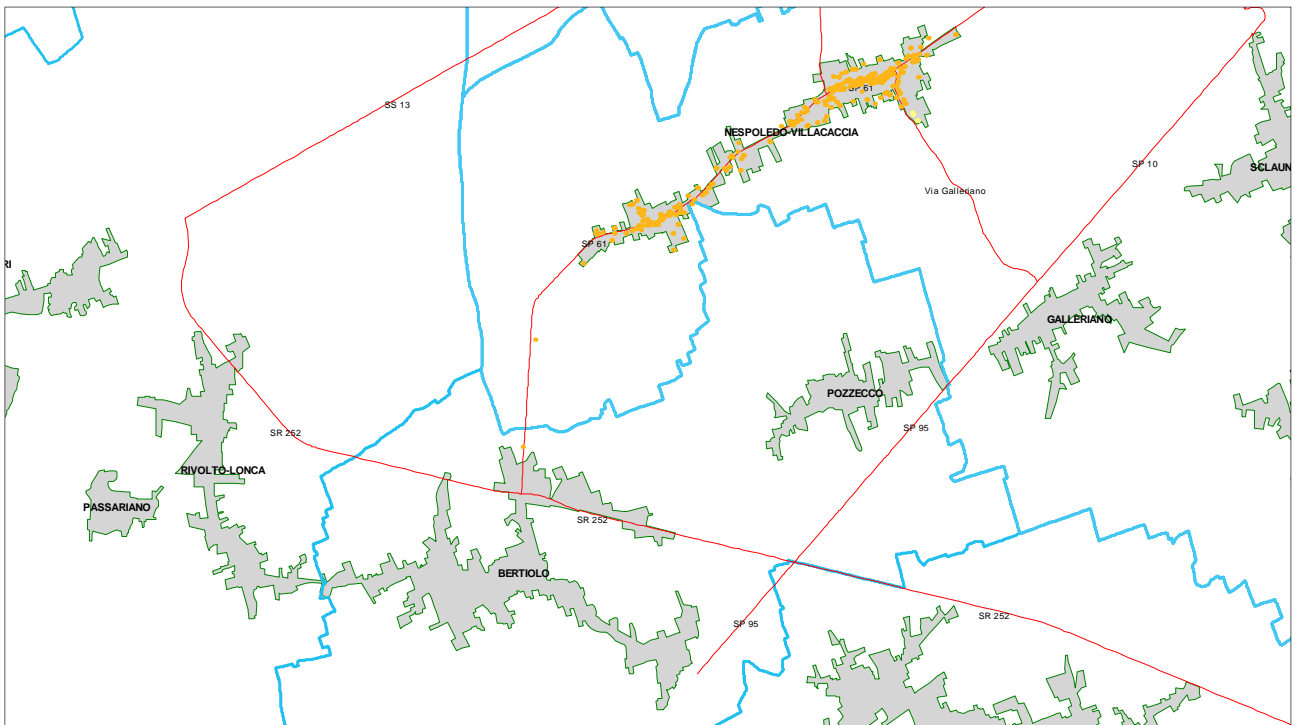 SP 61
SS 13
NESPOLEDO-VILLACACCIA
SP 10
SCLAUN
Via Galleriano
SP 61
RI
GALLERIANO
POZZECCO
SP 95
SR 252
RIVOLTO-LONCA
PASSARIANO
SR 252
BERTIOLO
SR 252
SP 95